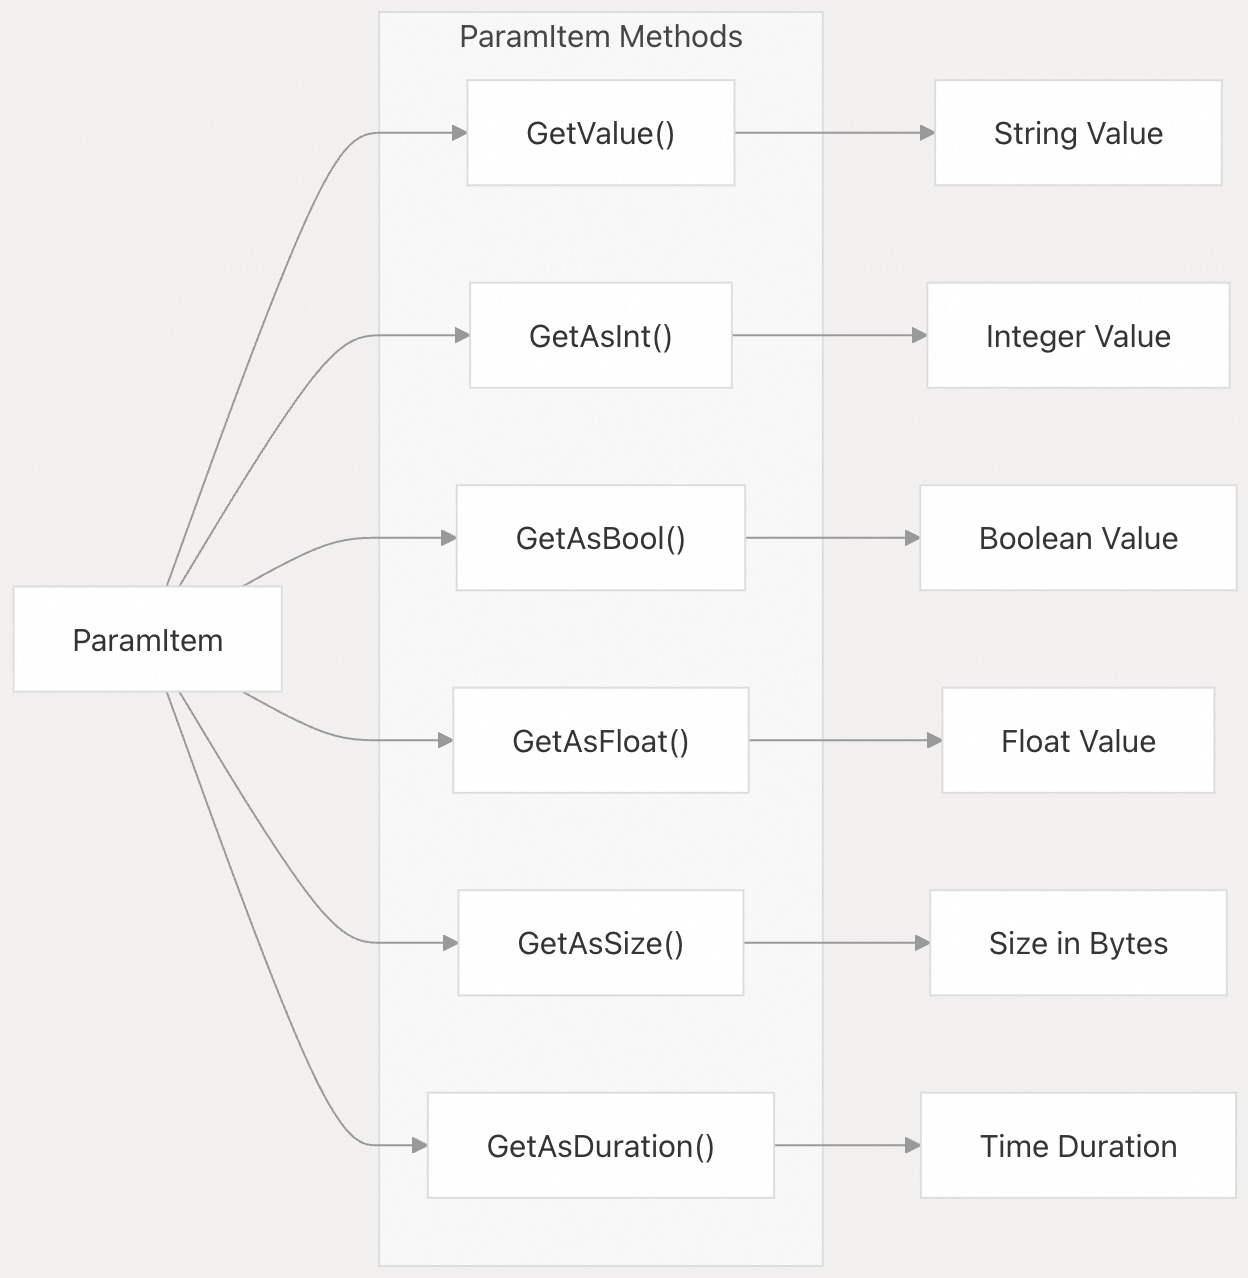 ParamItem Methods
GetValue()
String Value
GetAsInt()
Integer Value
GetAsBool()
Boolean Value
ParamItem
GetAsFloat()
Float Value
GetAsSize()
Size in Bytes
GetAsDuration()
Time Duration